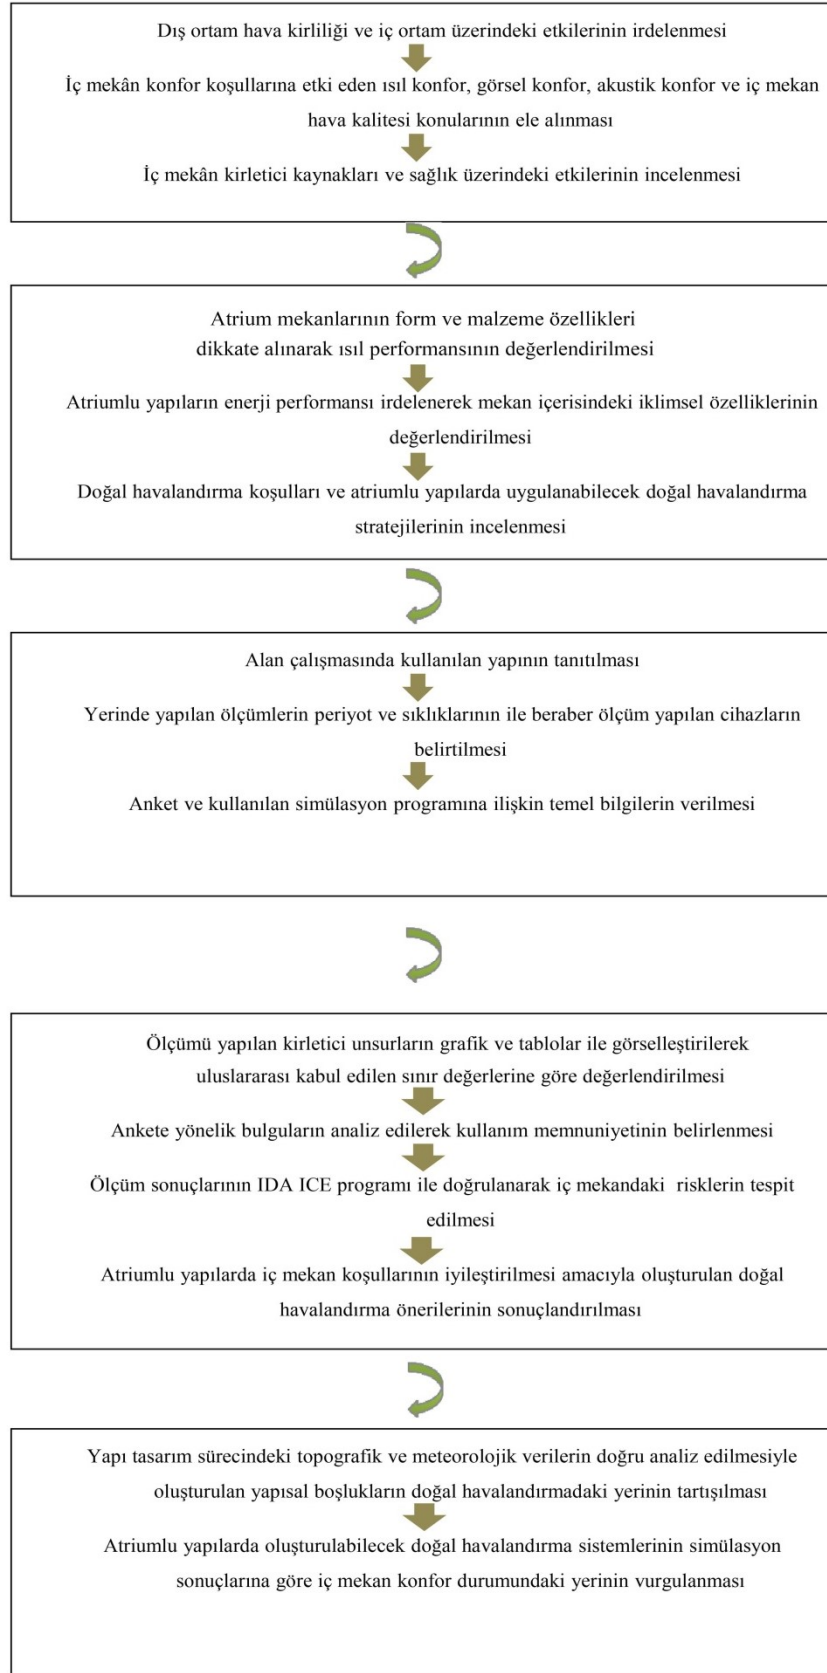 Dış ortam hava kirliliği ve iç ortam üzerindeki etkilerinin irdelenmesi
İç mekân konfor koşullarına etki eden ısıl konfor, görsel konfor, akustik konfor ve iç mekan
hava kalitesi konularının ele alınması
İç mekân kirletici kaynakları ve sağlık üzerindeki etkilerinin incelenmesi
Atrium mekanlarının form ve malzeme özellikleri
dikkate alınarak ısıl performansının değerlendirilmesi
Atriumlu yapıların enerji performansı irdelenerek mekan içerisindeki iklimsel özelliklerinin
değerlendirilmesi
Doğal havalandırma koşulları ve atriumlu yapılarda uygulanabilecek doğal havalandırma
stratejilerinin incelenmesi
Alan çalışmasında kullanılan yapının tanıtılması
Yerinde yapılan ölçümlerin periyot ve sıklıklarının ile beraber ölçüm yapılan cihazların
belirtilmesi
Anket ve kullanılan simülasyon programına ilişkin temel bilgilerin verilmesi
Ölçümü yapılan kirletici unsurların grafik ve tablolar ile görselleştirilerek
uluslararası kabul edilen sınır değerlerine göre değerlendirilmesi
Ankete yönelik bulguların analiz edilerek kullanım memnuniyetinin belirlenmesi
Ölçüm sonuçlarının IDA ICE programı ile doğrulanarak iç mekandaki risklerin tespit
edilmesi
Atriumlu yapılarda iç mekan koşullarının iyileştirilmesi amacıyla oluşturulan doğal
havalandırma önerilerinin sonuçlandırılması
Yapı tasarım sürecindeki topografik ve meteorolojik verilerin doğru analiz edilmesiyle
oluşturulan yapısal boşlukların doğal havalandırmadaki yerinin tartışılması
Atriumlu yapılarda oluşturulabilecek doğal havalandırma sistemlerinin simülasyon
sonuçlarına göre iç mekan konfor durumundaki yerinin vurgulanması